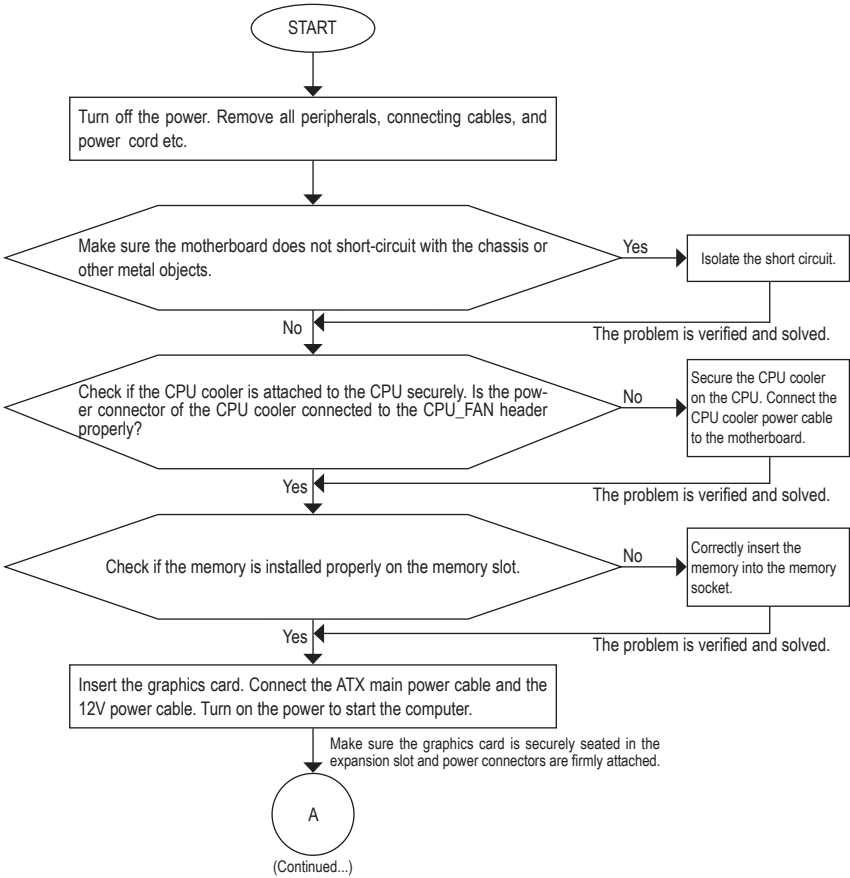 START
Turn off the power. Remove all peripherals, connecting cables, and
power cord etc.
Make sure the motherboard does not short-circuit with the chassis or
other metal objects.
Yes
Isolate the short circuit.
No
The problem is verified and solved.
Check if the CPU cooler is attached to the CPU securely. Is the pow-
er connector of the CPU cooler connected to the CPU_FAN header
properly?
No
Secure the CPU cooler
on the CPU. Connect the
CPU cooler power cable
to the motherboard.
Yes
The problem is verified and solved.
Check if the memory is installed properly on the memory slot.
No
Correctly insert the
memory into the memory
socket.
Yes
The problem is verified and solved.
Insert the graphics card. Connect the ATX main power cable and the
12V power cable. Turn on the power to start the computer.
Make sure the graphics card is securely seated in the
expansion slot and power connectors are firmly attached.
A
(Continued...)